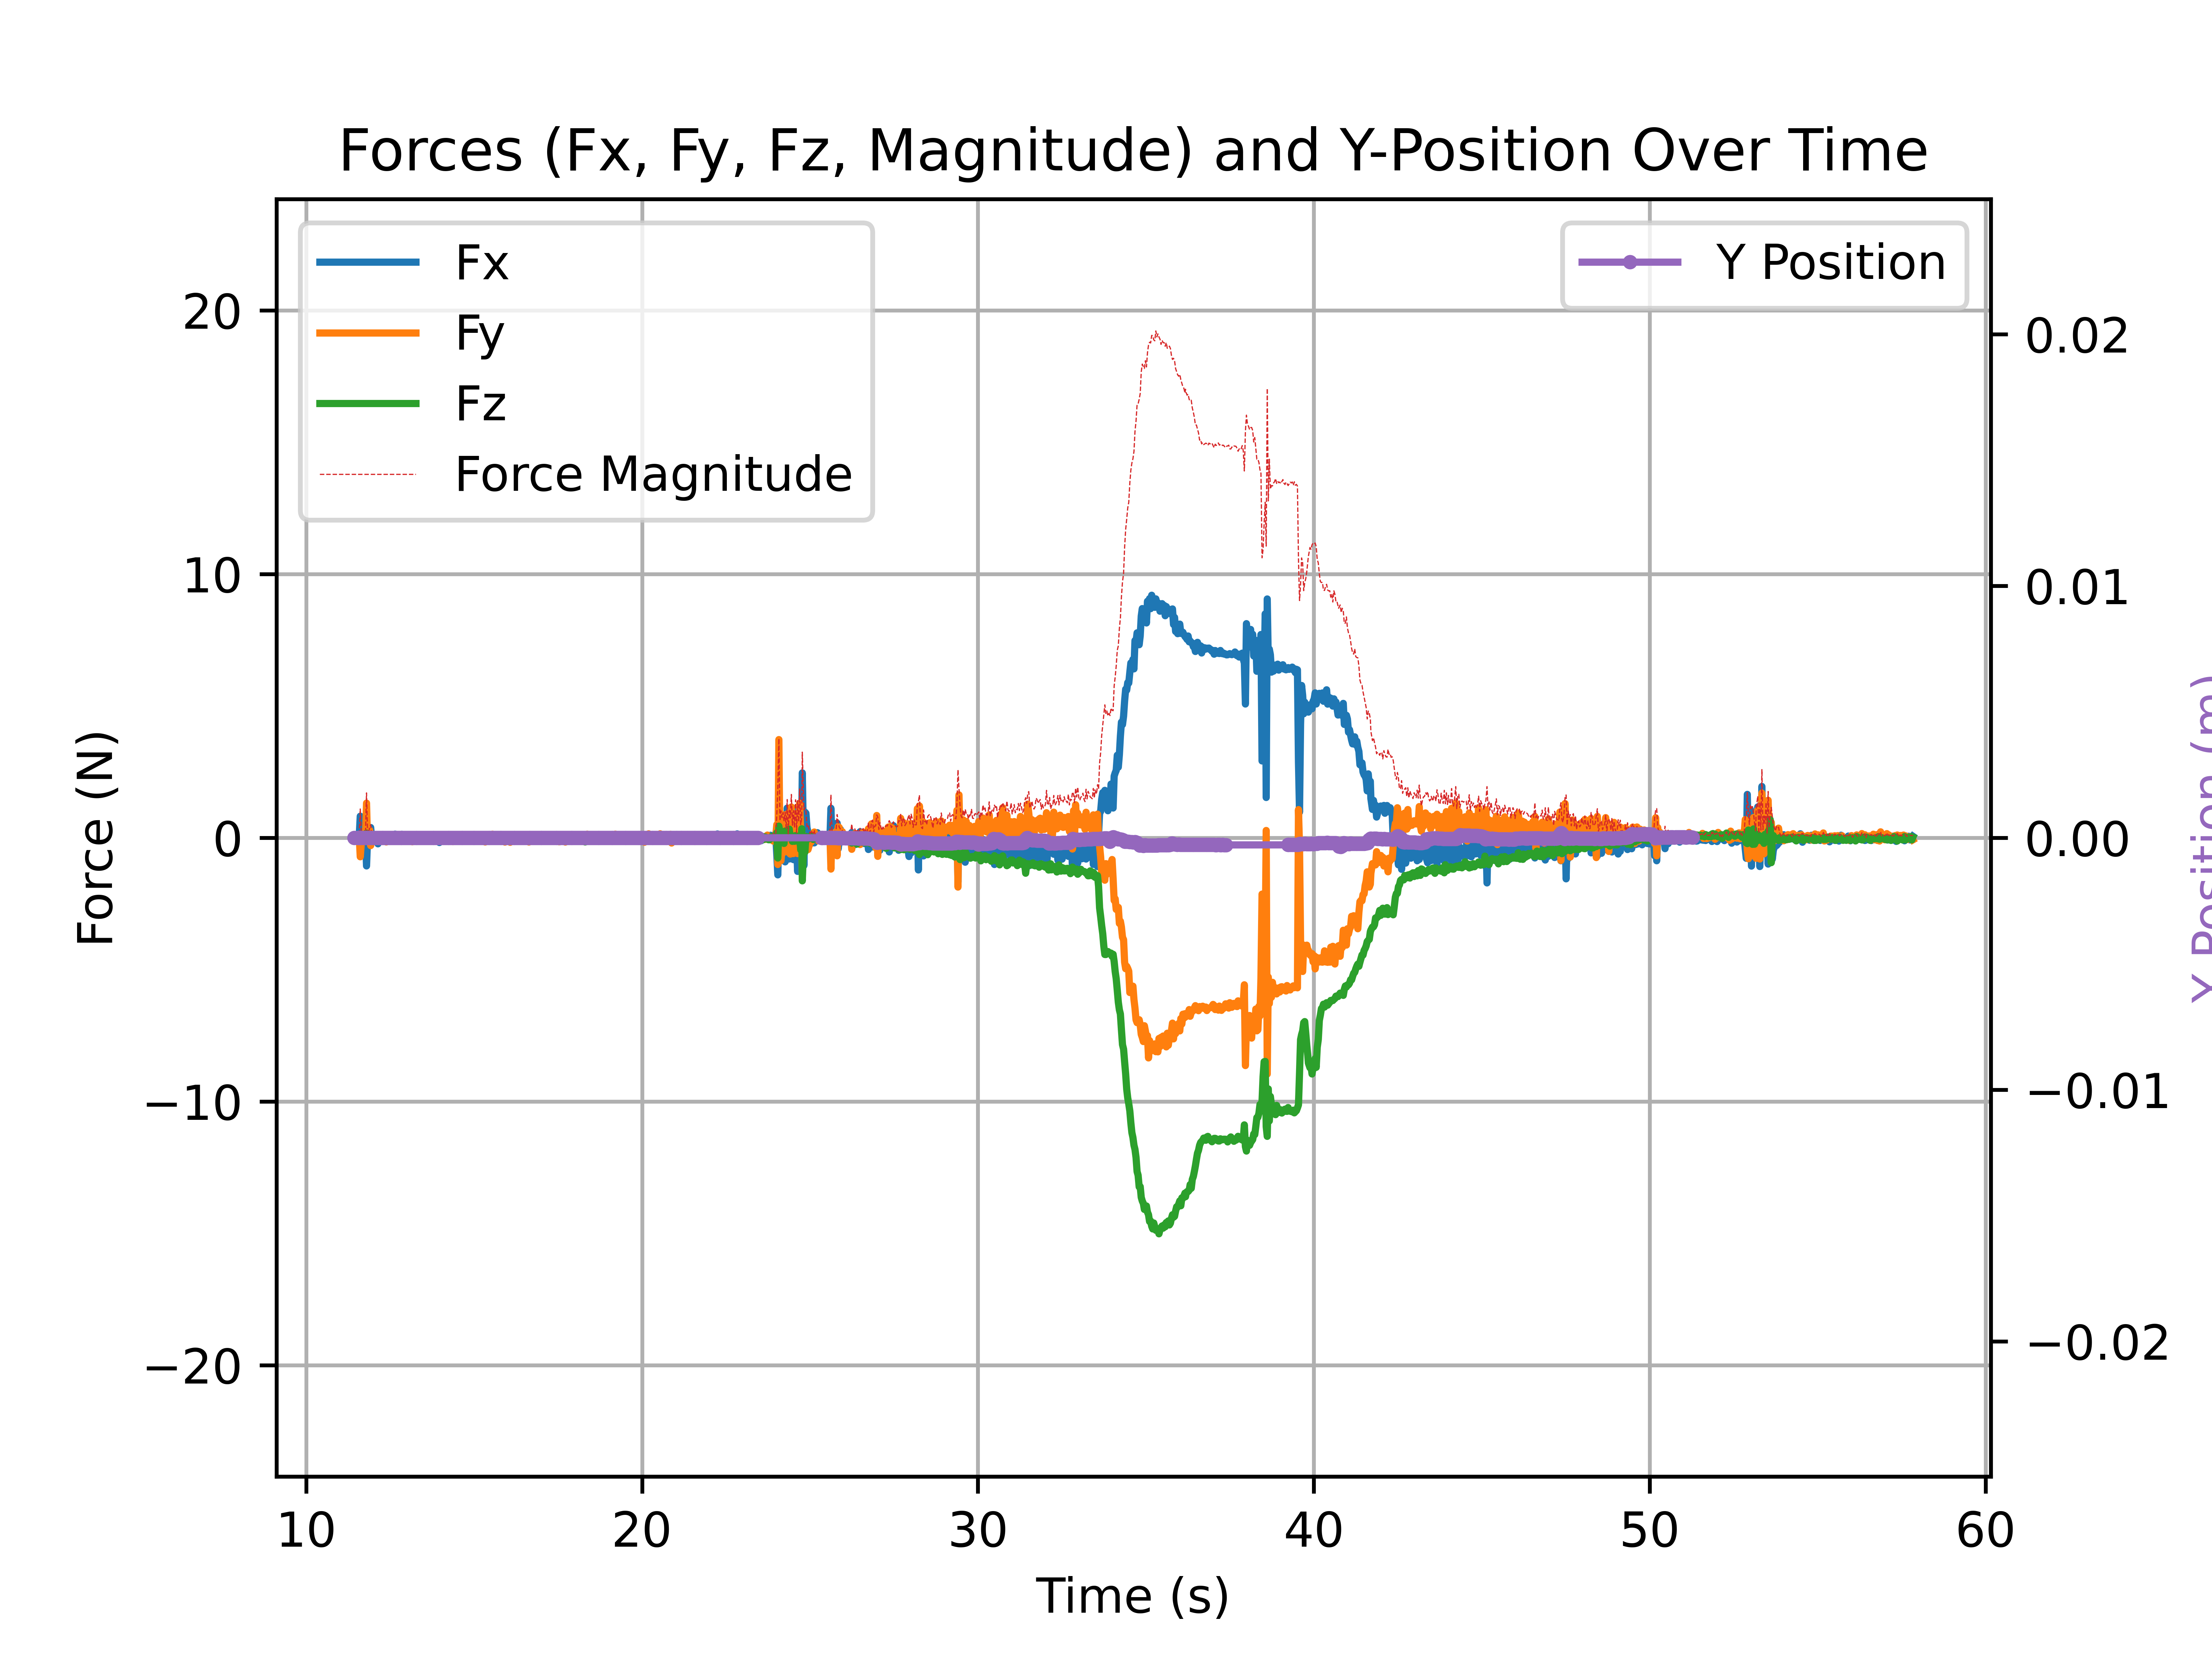 Forces (Fx, Fy, Fz, Magnitude) and Y-Position Over Time
Fx
Fy
Fz
Force Magnitude
Y Position
20
10
0
−10
−20
Force (N)
0.02
0.01
0.00
−0.01
−0.02
Y Position (m)
10 20 30 40 50 60
Time (s)